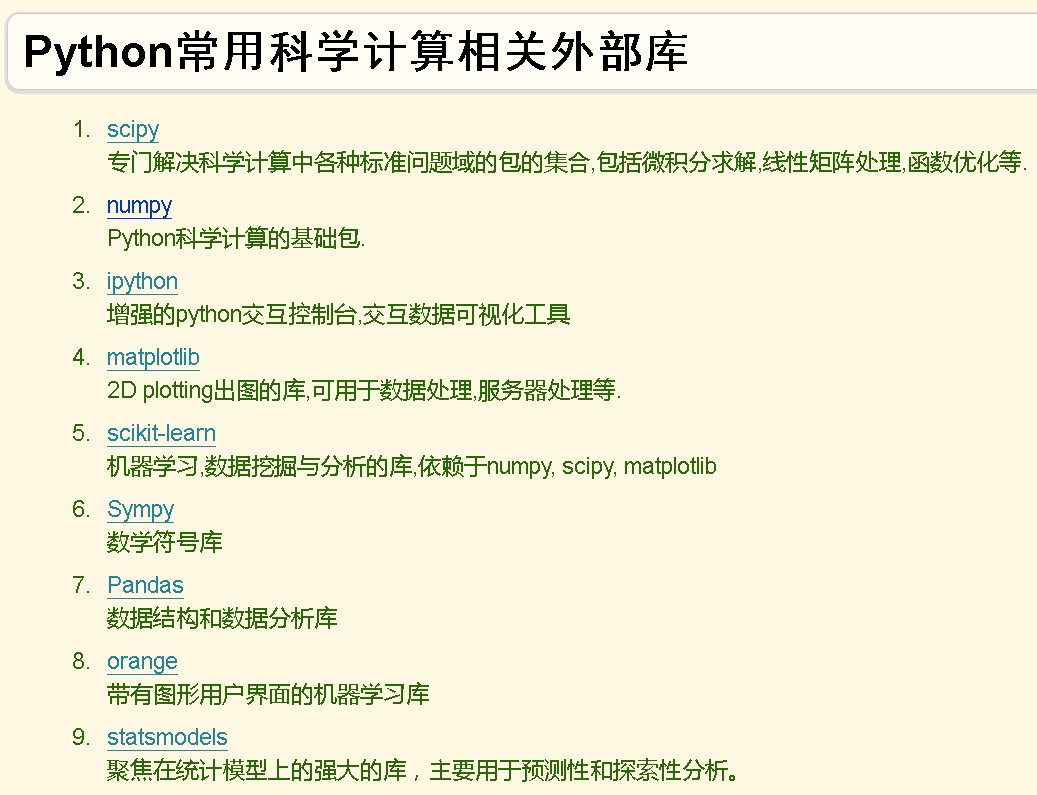 Python常用科学计算相关外部库
1. scipy
专门解决科学计算中各种标准问题域的包的集合,包括微积分求解,线性矩阵处理,函数优化等.
2. numpy
Python科学计算的基础包.
3. ipython
增强的python交互控制台,交互数据可视化工具
4. matplotlib
2D plotting出图的库,可用于数据处理,服务器处理等.
5. scikit-learn
机器学习,数据挖掘与分析的库,依赖于numpy, scipy, matplotlib
6. Sympy
数学符号库
7. Pandas
数据结构和数据分析库
8. orange
带有图形用户界面的机器学习库
9. statsmodels
聚焦在统计模型上的强大的库，主要用于预测性和探索性分析。